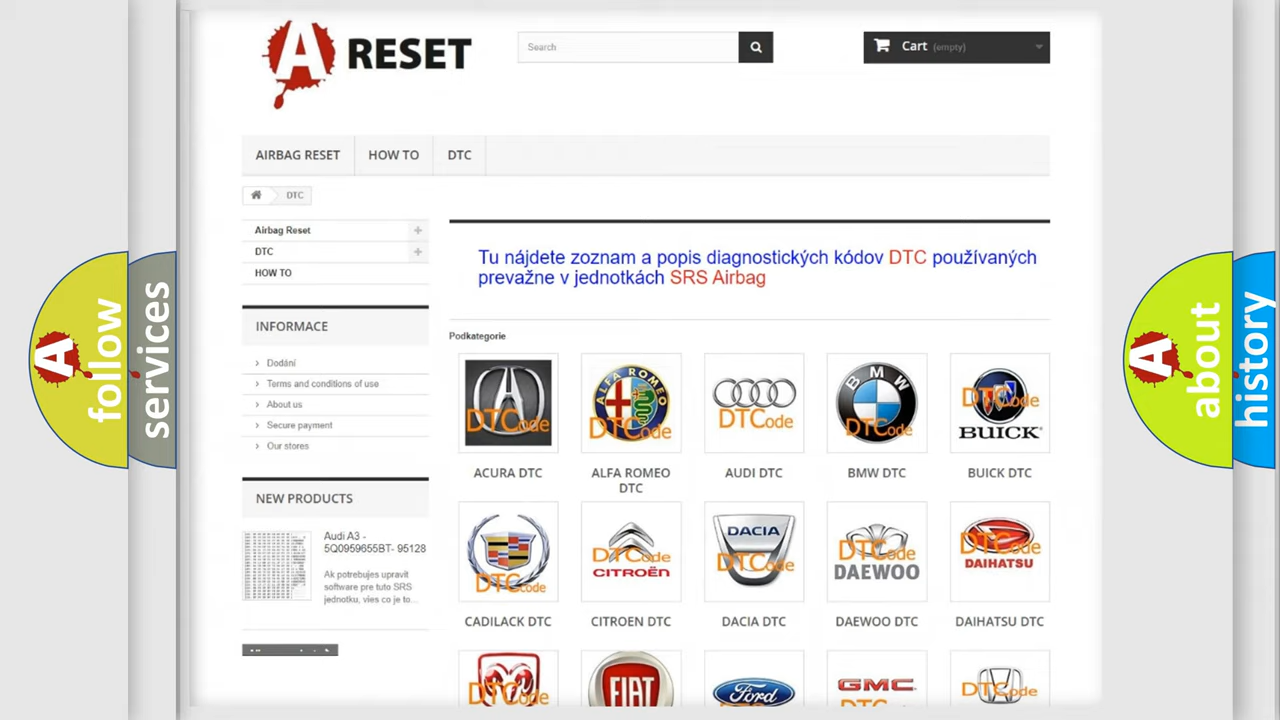 A RESET
Search
Cart (empty)
AIRBAG RESET
HOW TO
DTC
DTC
Airbag Reset
DTC
HOW TO
Tu nájdete zoznam a popis diagnostických kódov DTC používaných
prevažne v jednotkách SRS Airbag
INFORMACE
Dodání
Terms and conditions of use
About us
Secure payment
Our stores
NEW PRODUCTS
Audi A3 -
5Q0959655BT- 95128
Ak potrebujes upravit
software pre tuto SRS
jednotku, vies co je to...
Podkategorie
DTCode
ALFA ROMEO
DTCode
DTCode
BMW
DTCode
DTCode
BUICK
ACURA DTC
ALFA ROMEO
DTC
AUDI DTC
BMW DTC
BUICK DTC
DTCode
DTCode
CITROËN
DACIA
DTCode
DTCode
DAEWOO
DTCode
DAIHATSU
CADILACK DTC
CITROEN DTC
DACIA DTC
DAEWOO DTC
DAIHATSU DTC
DTCode
FIAT
Ford
GMC
DTCode
A follow
services
A about
history